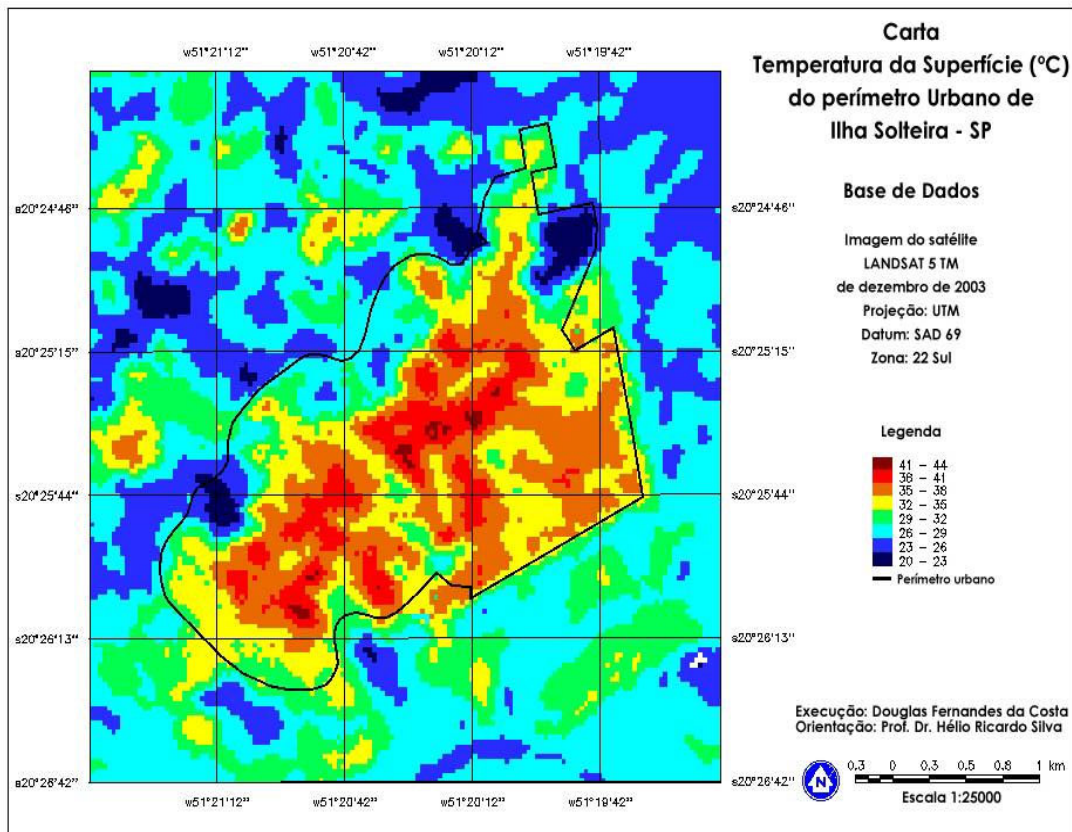 Carta
Temperatura da Superfície (ºC)
do perímetro Urbano de
Ilha Solteira - SP
Base de Dados
Imagem do satélite
LANDSAT 5 TM
de dezembro de 2003
Projeção: UTM
Datum: SAD 69
Zona: 22 Sul
Legenda
41 - 44
38 - 41
35 - 38
32 - 35
29 - 32
26 - 29
23 - 26
20 - 23
Perímetro urbano
Execução: Douglas Fernandes da Costa
Orientação: Prof. Dr. Hélio Ricardo Silva
N
0.3 0 0.3 0.5 0.8 1 km
Escala 1:25000
w51°21'12'' w51°20'42'' w51°20'12'' w51°19'42''
s20°24'46'' s20°24'46''
s20°25'15'' s20°25'15''
s20°25'44'' s20°25'44''
s20°26'13'' s20°26'13''
s20°26'42'' s20°26'42''
w51°21'12'' w51°20'42'' w51°20'12'' w51°19'42''